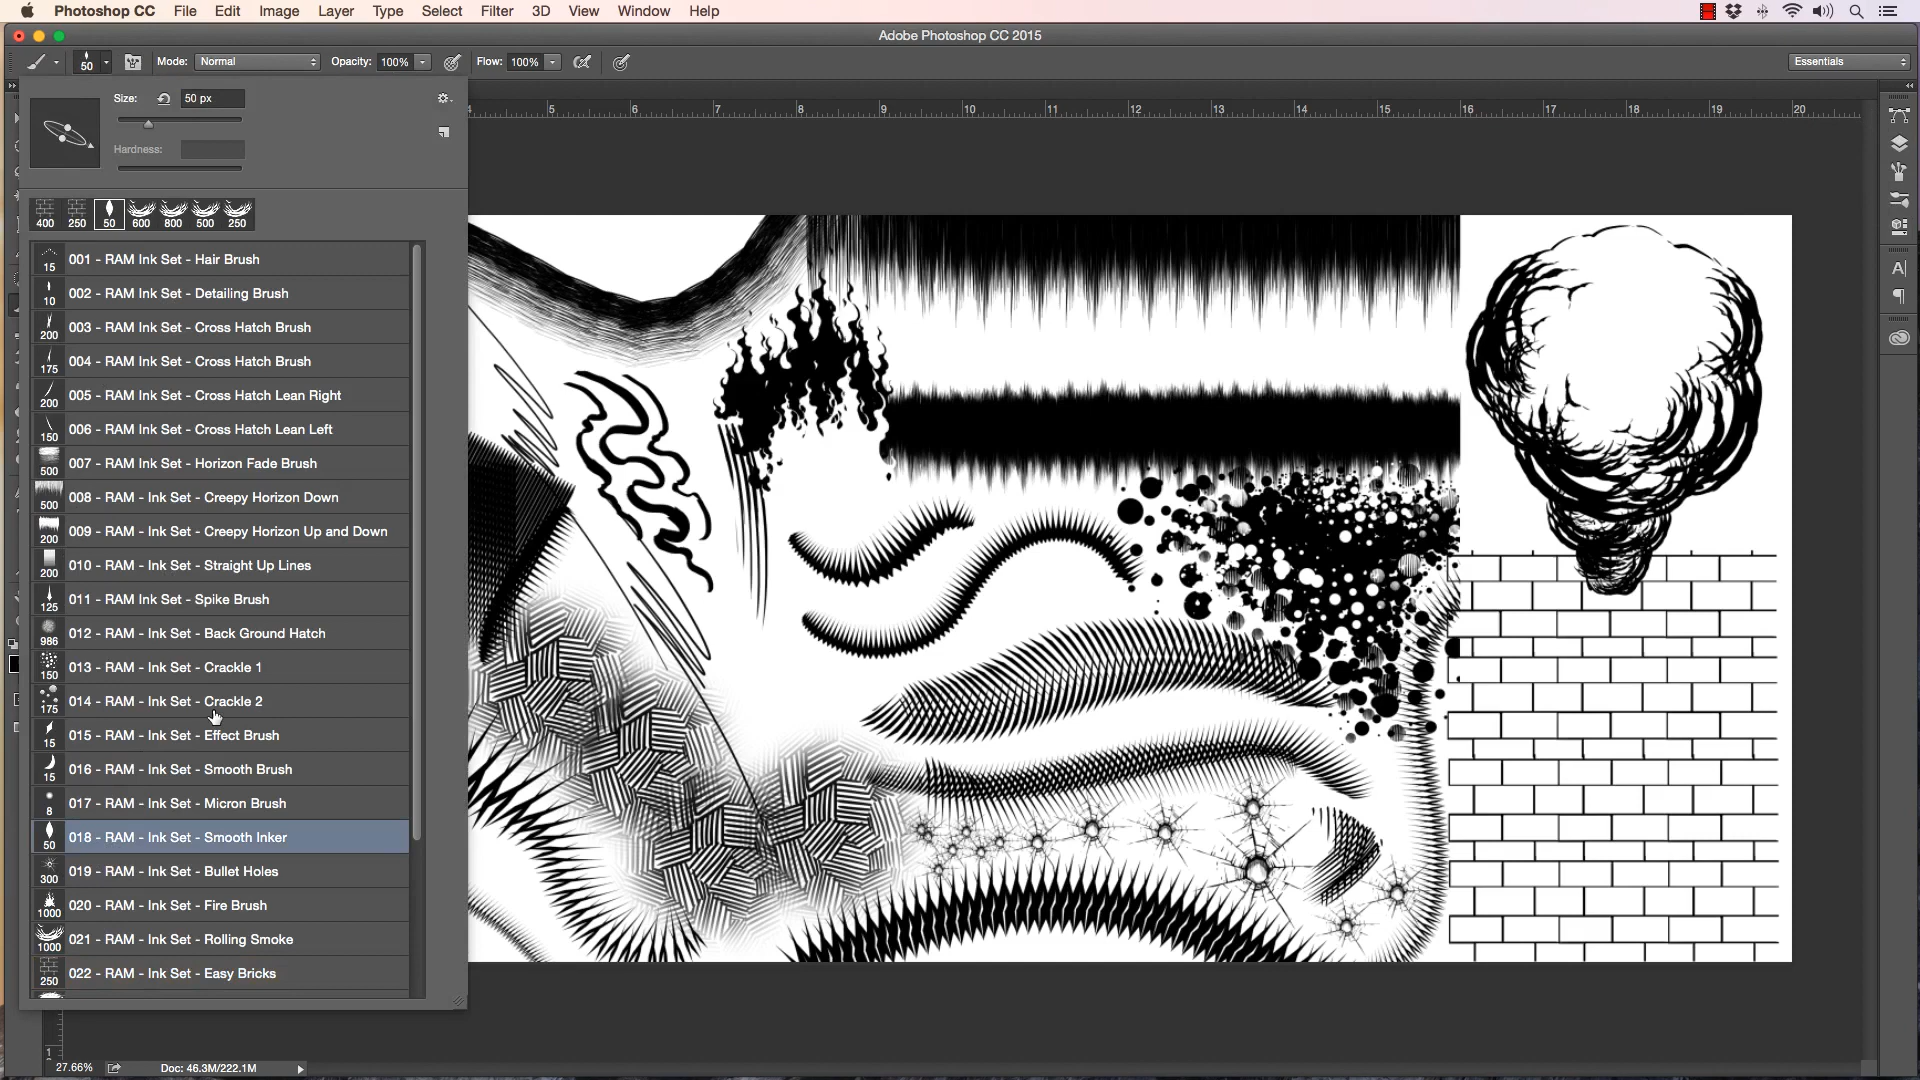 Photoshop CC File Edit Image Layer Type Select Filter 3D View Window Help
Adobe Photoshop CC 2015
50 Mode: Normal Opacity: 100% Flow: 100% Essentials
Size: 50 px
Hardness:
4 5 6 7 8 9 10 11 12 13 14 15 16 17 18 19 20
400 250 50 600 800 500 250
15 001 - RAM Ink Set - Hair Brush
10 002 - RAM Ink Set - Detailing Brush
200 003 - RAM Ink Set - Cross Hatch Brush
175 004 - RAM Ink Set - Cross Hatch Brush
200 005 - RAM Ink Set - Cross Hatch Lean Right
150 006 - RAM Ink Set - Cross Hatch Lean Left
500 007 - RAM Ink Set - Horizon Fade Brush
500 008 - RAM - Ink Set - Creepy Horizon Down
200 009 - RAM - Ink Set - Creepy Horizon Up and Down
200 010 - RAM - Ink Set - Straight Up Lines
125 011 - RAM Ink Set - Spike Brush
986 012 - RAM - Ink Set - Back Ground Hatch
150 013 - RAM - Ink Set - Crackle 1
175 014 - RAM - Ink Set - Crackle 2
15 015 - RAM - Ink Set - Effect Brush
15 016 - RAM - Ink Set - Smooth Brush
8 017 - RAM - Ink Set - Micron Brush
50 018 - RAM - Ink Set - Smooth Inker
300 019 - RAM - Ink Set - Bullet Holes
1000 020 - RAM - Ink Set - Fire Brush
1000 021 - RAM - Ink Set - Rolling Smoke
250 022 - RAM - Ink Set - Easy Bricks
27.66% Doc: 46.3M/222.1M